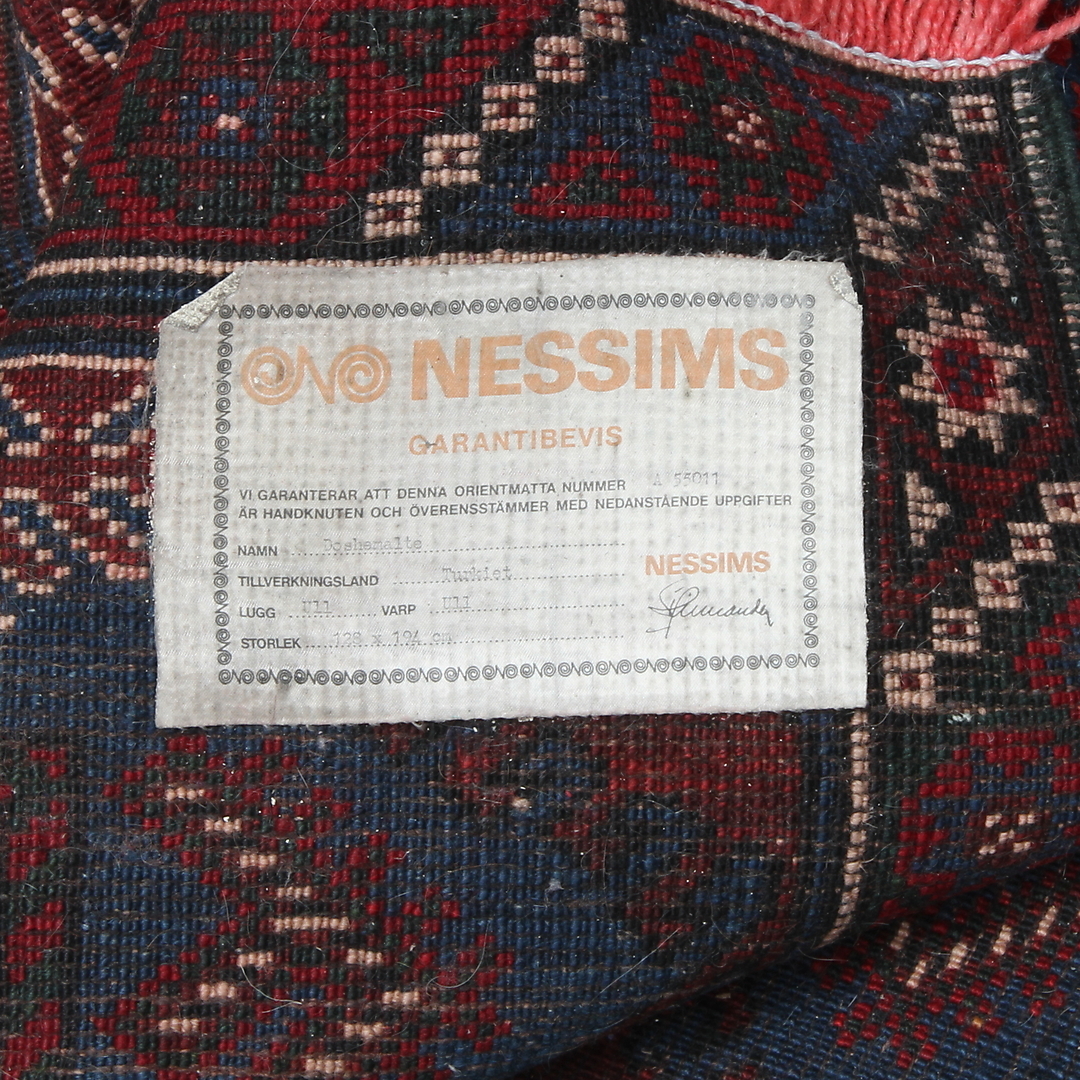 NESSIMS
GARANTIBEVIS
VI GARANTERAR ATT DENNA ORIENTMATTA NUMMER A 55011
ÄR HANDKNUTEN OCH ÖVERENSSTÄMMER MED NEDANSTÅENDE UPPGIFTER
NAMN Doshemalte
TILLVERKNINGSLAND Turkiet
NESSIMS
LUGG Ull VARP Ull
STORLEK 128 x 194 cm